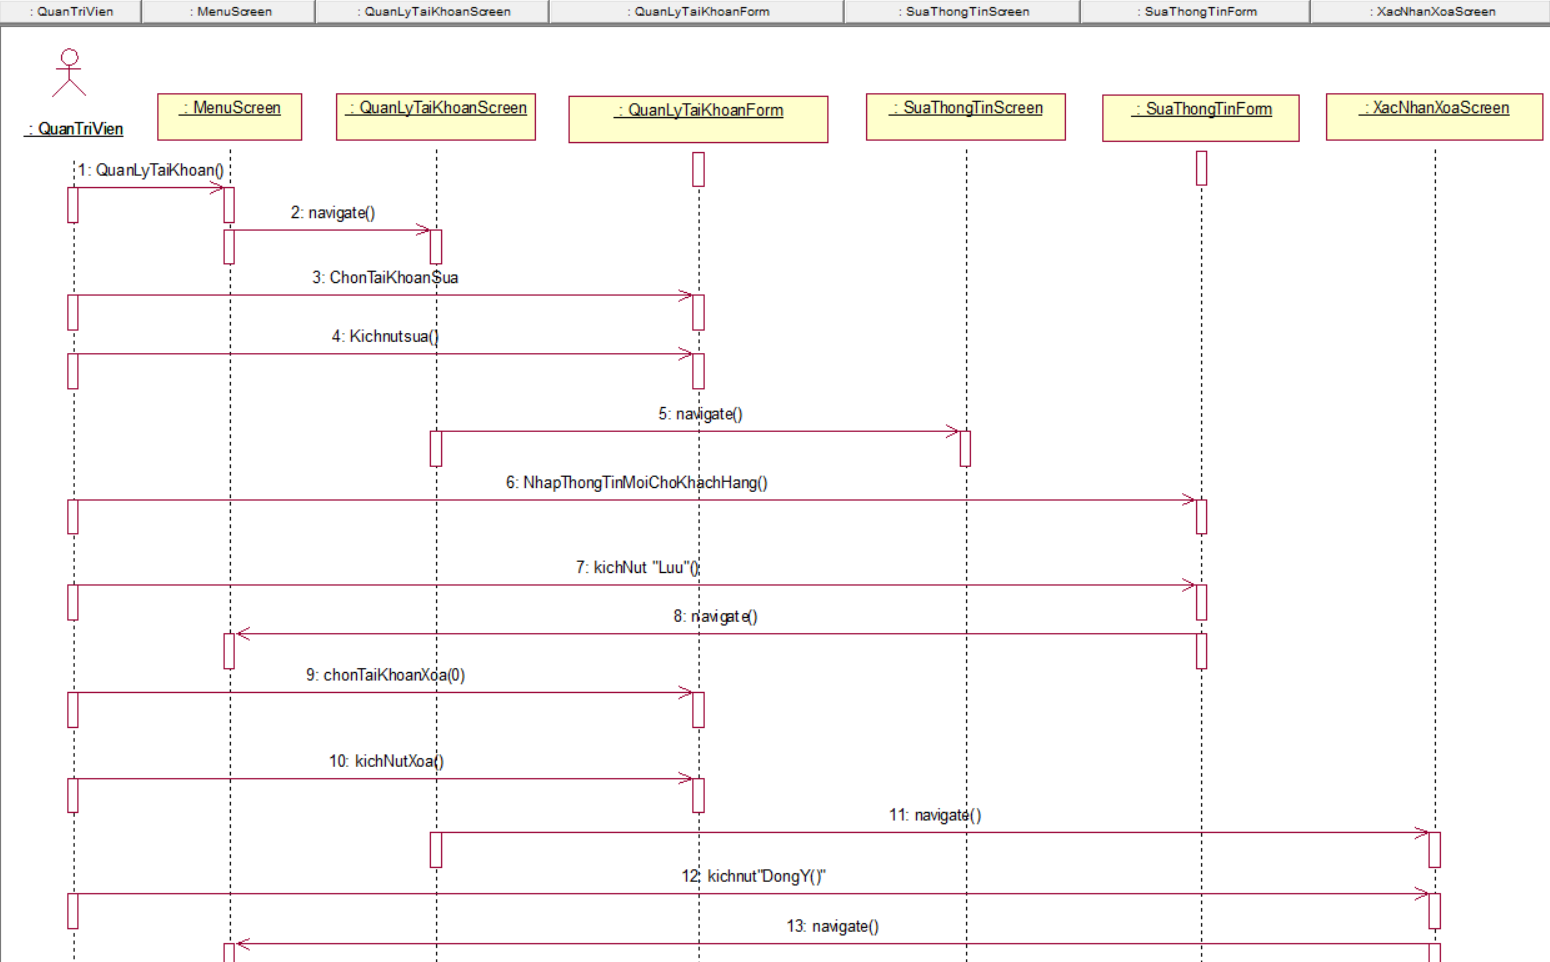 : QuanTriVien
: MenuScreen
: QuanLyTaiKhoanScreen
: QuanLyTaiKhoanForm
: SuaThongTinScreen
: SuaThongTinForm
: XacNhanXoaScreen
: QuanTriVien
: MenuScreen
: QuanLyTaiKhoanScreen
: QuanLyTaiKhoanForm
: SuaThongTinScreen
: SuaThongTinForm
: XacNhanXoaScreen
1: QuanLyTaiKhoan()
2: navigate()
3: ChonTaiKhoanSua
4: Kichnutsua()
5: navigate()
6: NhapThongTinMoiChoKhachHang()
7: kichNut "Luu"()
8: navigate()
9: chonTaiKhoanXoa(0)
10: kichNutXoa()
11: navigate()
12: kichnut"DongY()"
13: navigate()